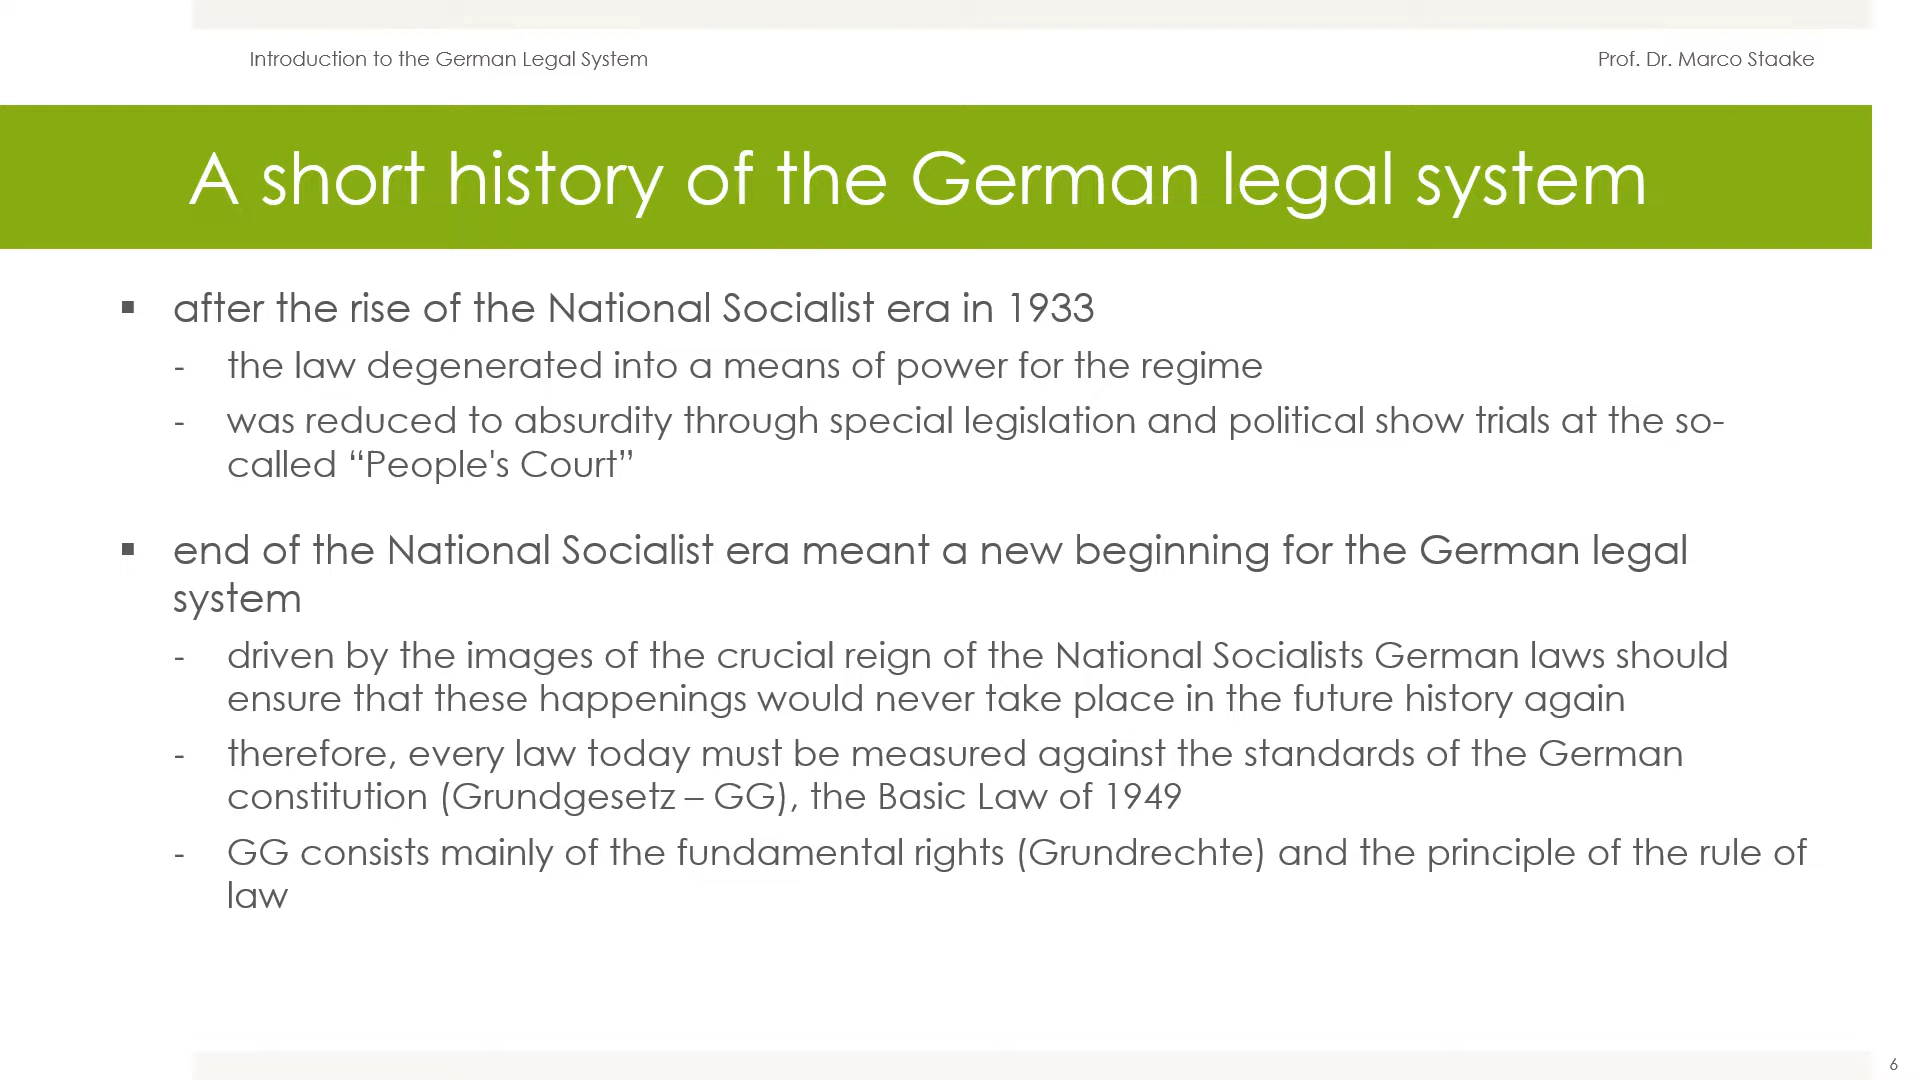 Introduction to the German Legal System
Prof. Dr. Marco Staake
A short history of the German legal system
▪ after the rise of the National Socialist era in 1933
- the law degenerated into a means of power for the regime
- was reduced to absurdity through special legislation and political show trials at the so-
called “People's Court”
▪ end of the National Socialist era meant a new beginning for the German legal
system
- driven by the images of the crucial reign of the National Socialists German laws should
ensure that these happenings would never take place in the future history again
- therefore, every law today must be measured against the standards of the German
constitution (Grundgesetz – GG), the Basic Law of 1949
- GG consists mainly of the fundamental rights (Grundrechte) and the principle of the rule of
law
6